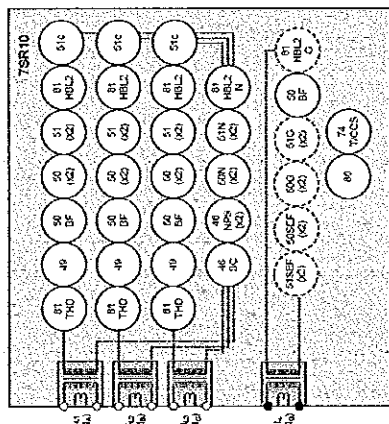 7SR10
81 THD
49
50 BF
50 (x2)
51 (x2)
81 HBL2
51c
81 THD
49
50 BF
50 (x2)
51 (x2)
81 HBL2
51c
81 THD
49
50 BF
50 (x2)
51 (x2)
81 HBL2
51c
46 BC
46 NPS (x2)
50N (x2)
51N (x2)
81 HBL2 N
51SEF (x2)
50SEF (x2)
50G (x2)
51G (x2)
50 BF
81 HBL2 G
86
74 T/CCS